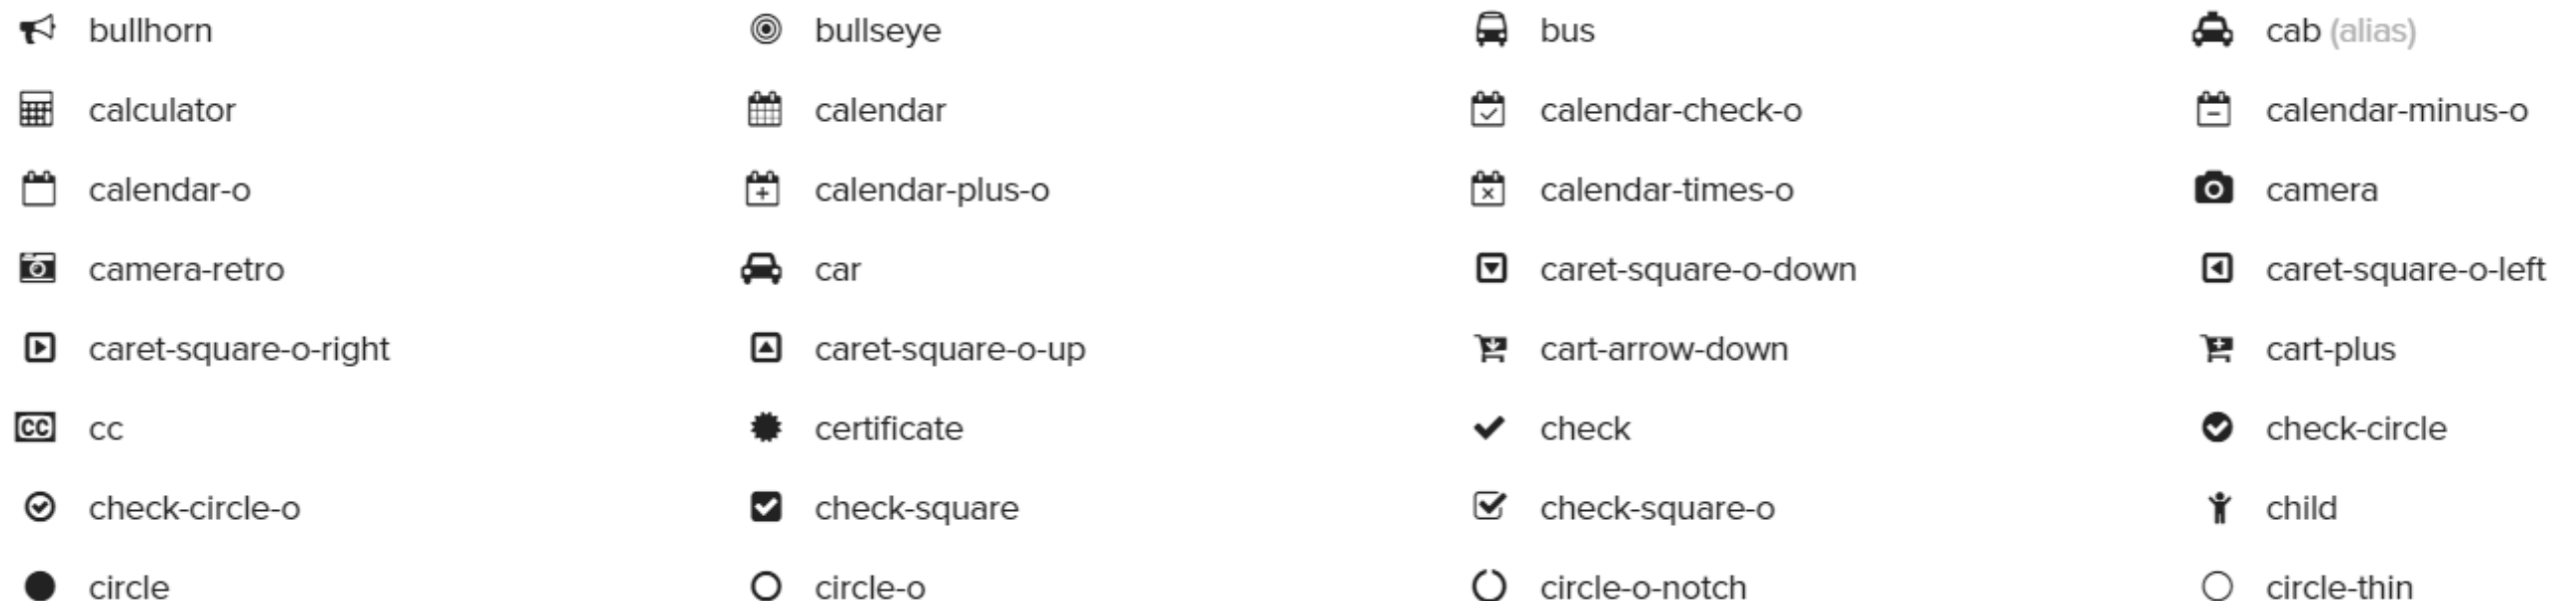 bullhorn bullseye bus cab (alias)
calculator calendar calendar-check-o calendar-minus-o
calendar-o calendar-plus-o calendar-times-o camera
camera-retro car caret-square-o-down caret-square-o-left
caret-square-o-right caret-square-o-up cart-arrow-down cart-plus
CC cc certificate check check-circle
check-circle-o check-square check-square-o child
circle circle-o circle-o-notch circle-thin